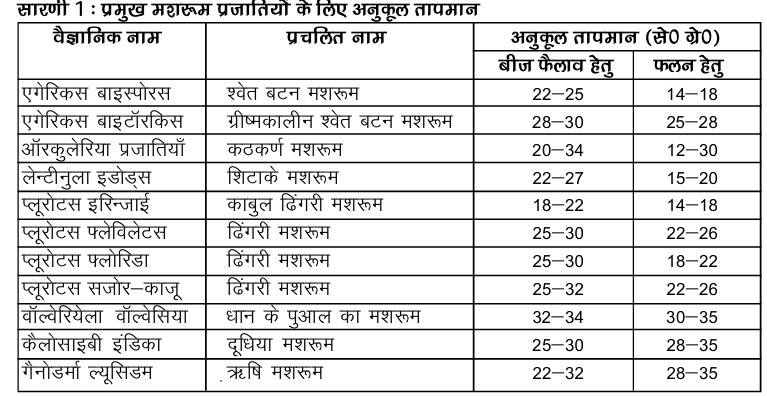 सारणी 1 : प्रमुख मशरूम प्रजातियों के लिए अनुकूल तापमान
वैज्ञानिक नाम प्रचलित नाम अनुकूल तापमान (से0 ग्रे0)
बीज फैलाव हेतु फलन हेतु
एगेरिकस बाइस्पोरस श्वेत बटन मशरूम 22–25 14–18
एगेरिकस बाइटॉरकिस ग्रीष्मकालीन श्वेत बटन मशरूम 28–30 25–28
ऑरकुलेरिया प्रजातियाँ कठकर्ण मशरूम 20–34 12–30
लेन्टीनुला इडोड्स शिटाके मशरूम 22–27 15–20
प्लूरोटस इरिन्जाई काबुल ढिंगरी मशरूम 18–22 14–18
प्लूरोटस फ्लेविलेटस ढिंगरी मशरूम 25–30 22–26
प्लूरोटस फ्लोरिडा ढिंगरी मशरूम 25–30 18–22
प्लूरोटस सजोर–काजू ढिंगरी मशरूम 25–32 22–26
वॉल्वेरियेला वॉल्वेसिया धान के पुआल का मशरूम 32–34 30–35
कैलोसाइबी इंडिका दूधिया मशरूम 25–30 28–35
गैनोडर्मा ल्यूसिडम ऋषि मशरूम 22–32 28–35